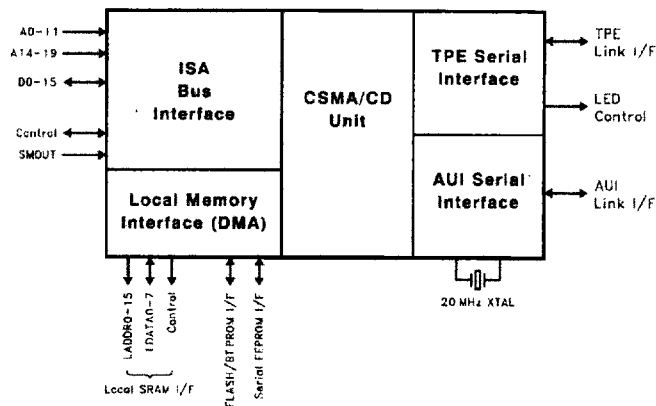 A0-11
A14-19
D0-15
Control
SMOUT
ISA
Bus
Interface
Local Memory
Interface (DMA)
CSMA/CD
Unit
TPE Serial
Interface
AUI Serial
Interface
TPE
Link I/F
LED
Control
AUI
Link I/F
20 MHz XTAL
LADDR0-15
LDATA0-7
Control
Local SRAM I/F
FLASH/BTPROM I/F
Serial EEPROM I/F